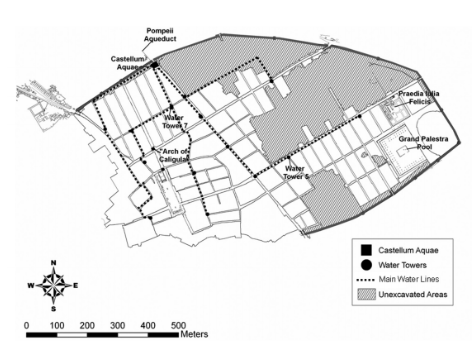 Pompeii
Aqueduct
Castellum
Aquae
Water
Tower 7
Arch of
Caligula
Praedia Iulia
Felicis
Grand Palestra
Pool
Water
Tower 5
N
W
E
S
Castellum Aquae
Water Towers
Main Water Lines
Unexcavated Areas
0 100 200 300 400 500
Meters